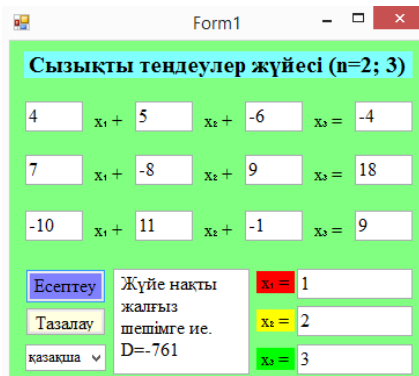 Form1
Сызықты теңдеулер жүйесі (n=2; 3)
4 x₁ + 5 x₂ + -6 x₃ = -4
7 x₁ + -8 x₂ + 9 x₃ = 18
-10 x₁ + 11 x₂ + -1 x₃ = 9
Есептеу
Тазалау
қазақша
Жүйе нақты
жалғыз
шешімге ие.
D=-761
x₁ = 1
x₂ = 2
x₃ = 3